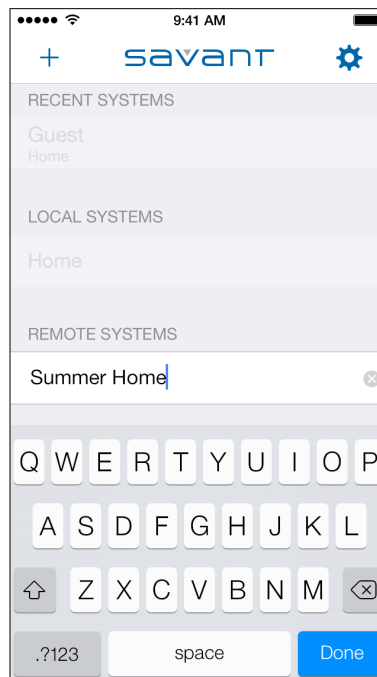 9:41 AM
+ savant
RECENT SYSTEMS
Guest
Home
LOCAL SYSTEMS
Home
REMOTE SYSTEMS
Summer Home
Q W E R T Y U I O P
A S D F G H J K L
Z X C V B N M
.?123 space Done